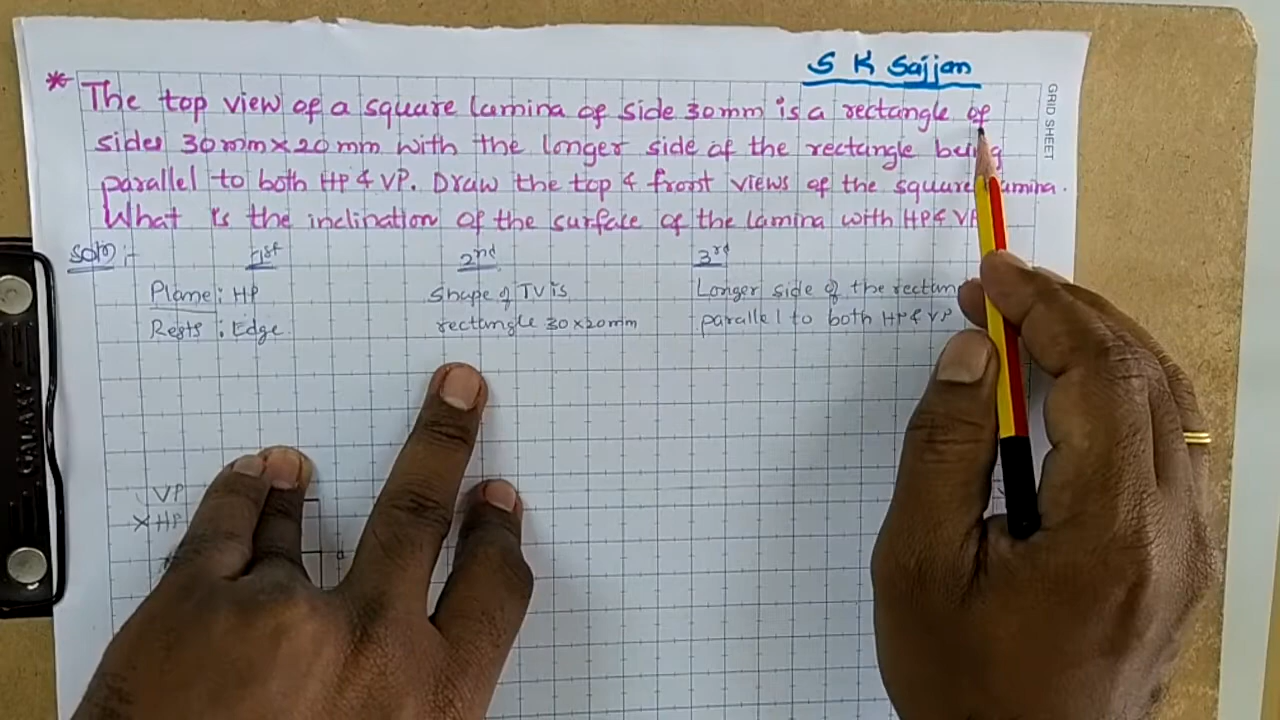 S K Sajjan
* The top view of a square lamina of side 30mm is a rectangle of
sides 30mm×20mm with the longer side of the rectangle being
parallel to both HP & VP. Draw the top & front views of the square lamina.
What is the inclination of the surface of the lamina with HP & VP
GRID SHEET
Soln :-
1st
2nd
3rd
Plane : HP
Rests : Edge
Shape of TV is
rectangle 30×20mm
Longer side of the
parallel to both HP & VP
VP
X HP
d
GALAXY